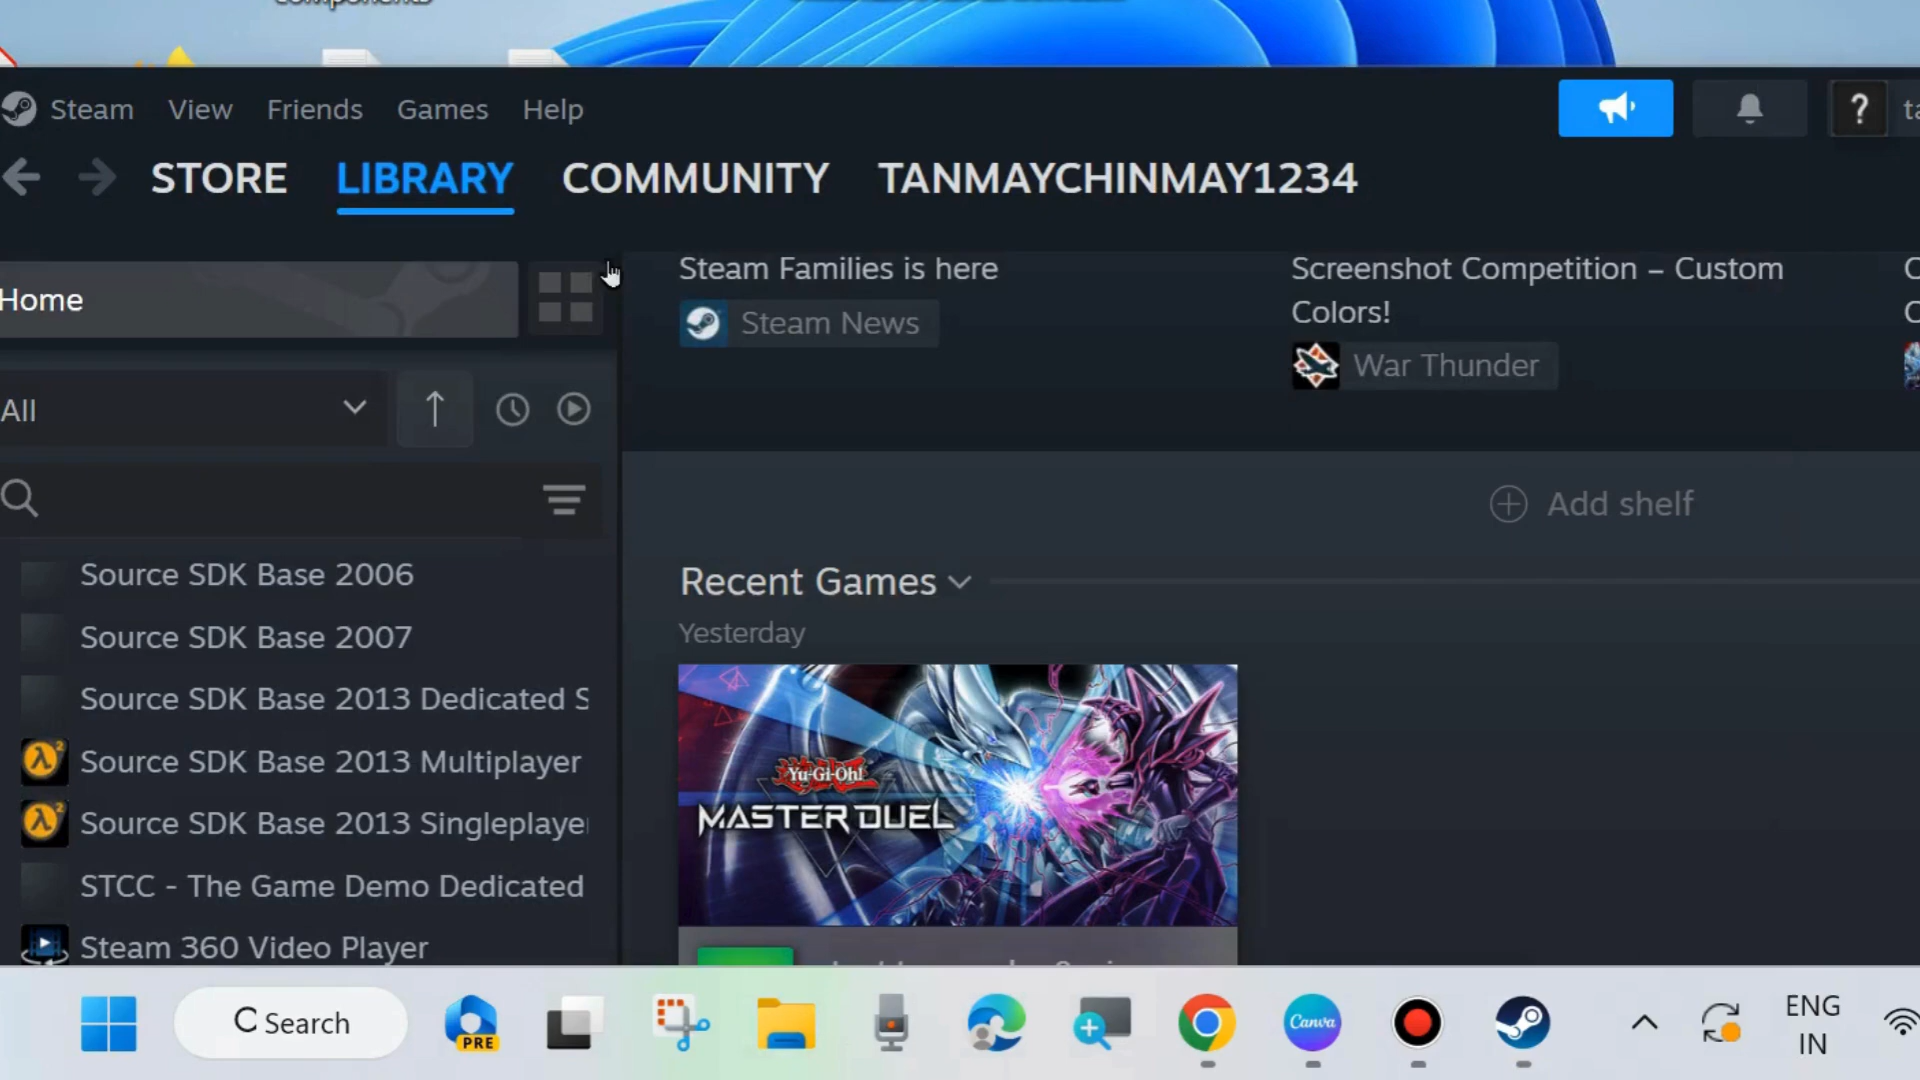 Steam View Friends Games Help ?
STORE LIBRARY COMMUNITY TANMAYCHINMAY1234
Home
Steam Families is here
Steam News
Screenshot Competition – Custom
Colors!
War Thunder
All
Add shelf
Source SDK Base 2006
Source SDK Base 2007
Source SDK Base 2013 Dedicated S
Source SDK Base 2013 Multiplayer
Source SDK Base 2013 Singleplayer
STCC - The Game Demo Dedicated
Steam 360 Video Player
Recent Games
Yesterday
Yu-Gi-Oh!
MASTER DUEL
Search
PRE
Canva
ENG
IN